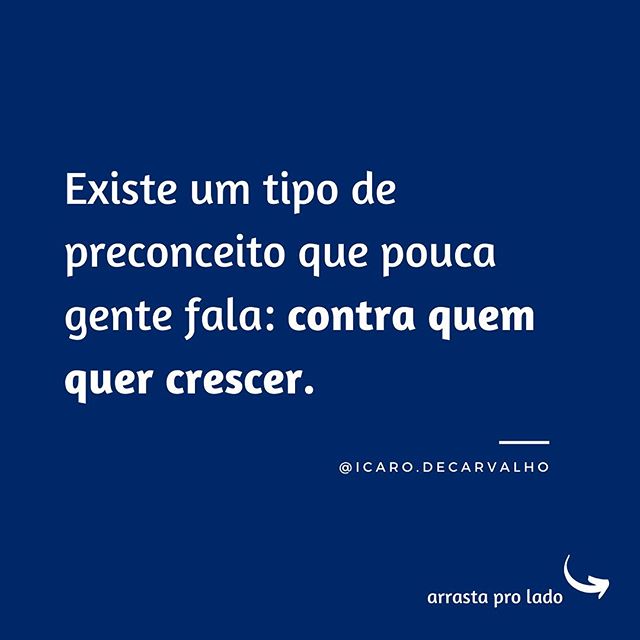 Existe um tipo de
preconceito que pouca
gente fala: contra quem
quer crescer.
@ICARO.DECARVALHO
arrasta pro lado